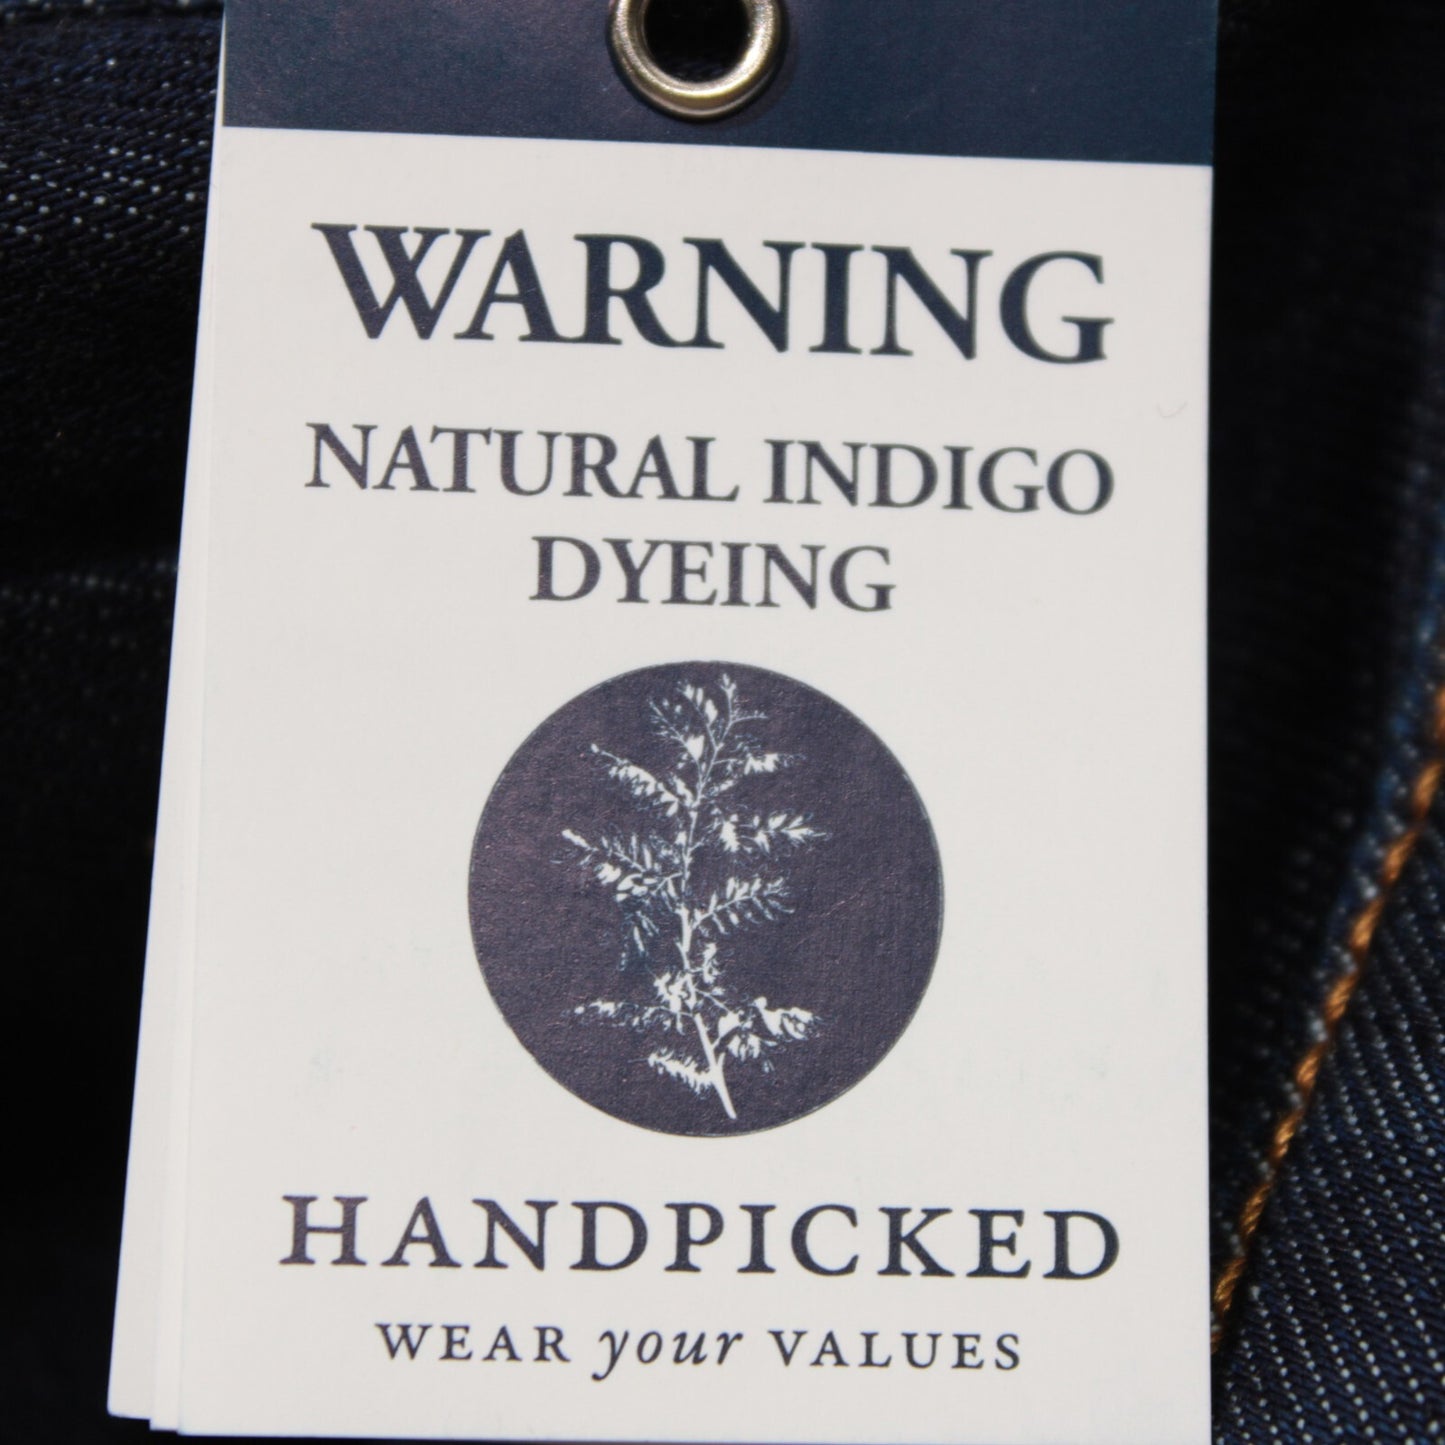 WARNING
NATURAL INDIGO
DYEING
HANDPICKED
WEAR your VALUES